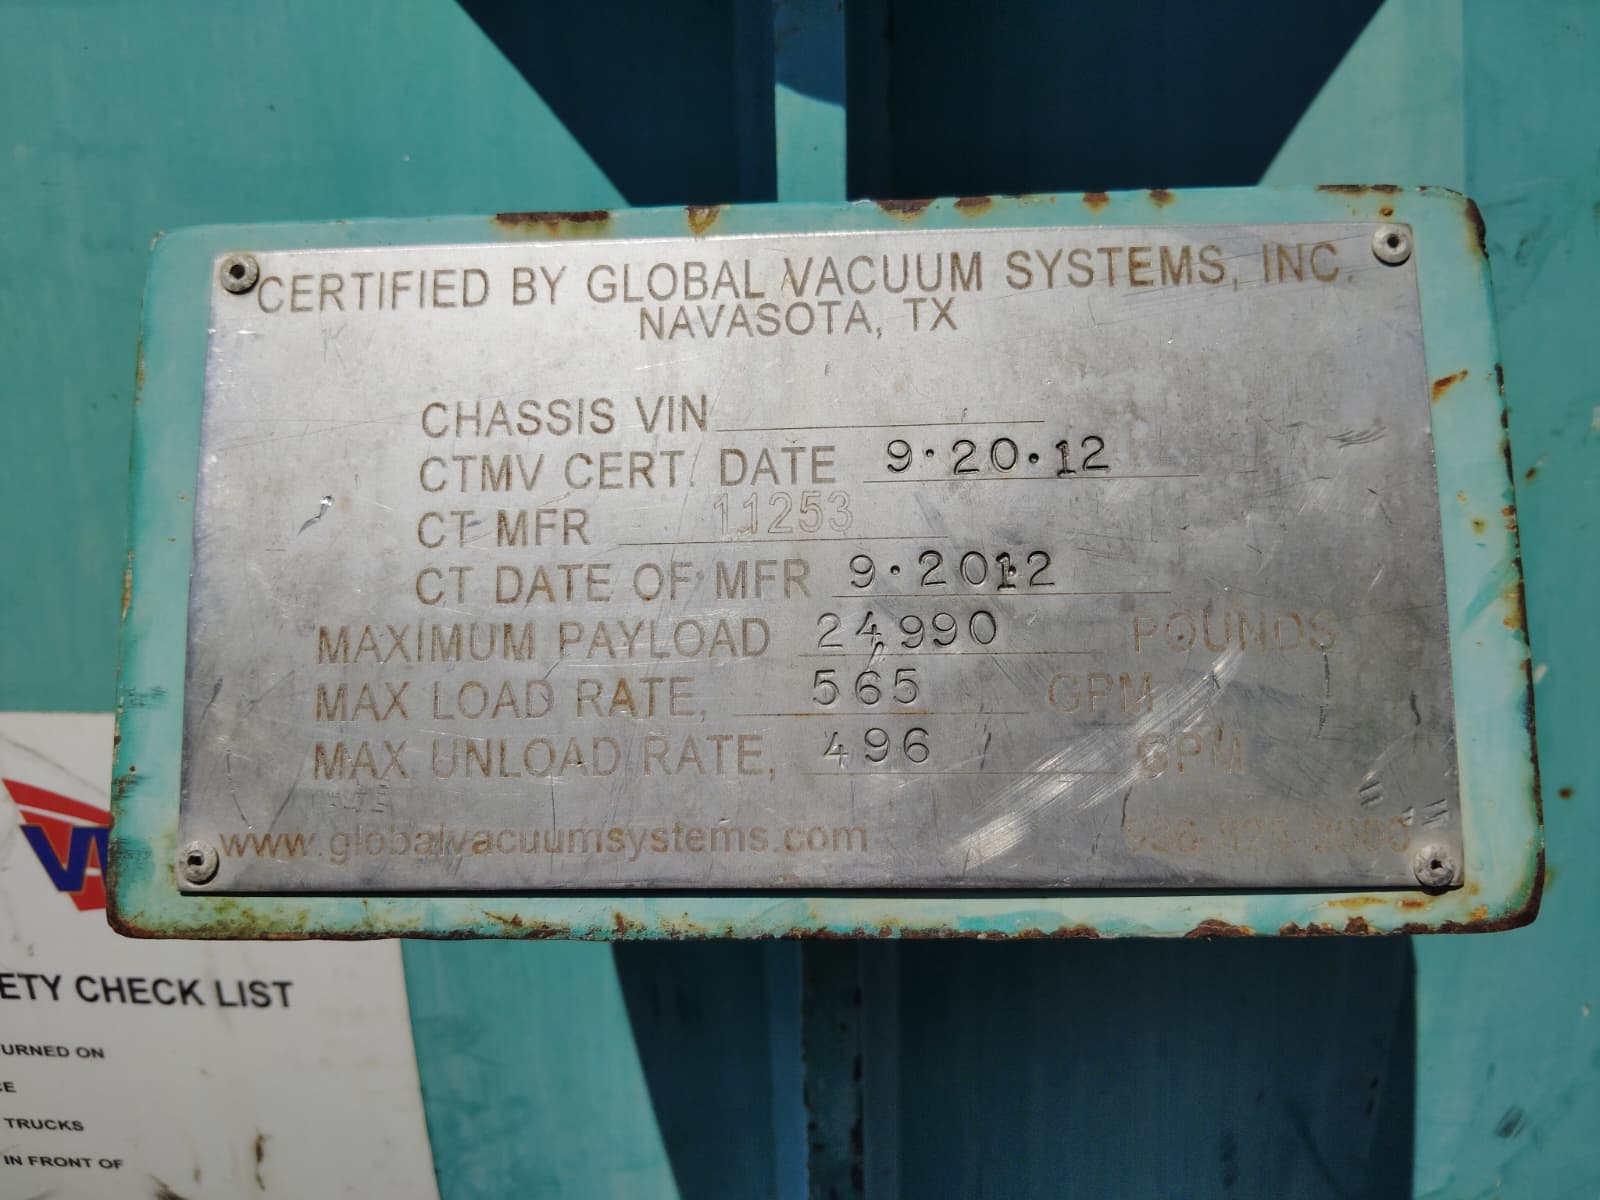 CERTIFIED BY GLOBAL VACUUM SYSTEMS, INC.
NAVASOTA, TX
CHASSIS VIN
CTMV CERT. DATE 9·20·12
CT MFR 11253
CT DATE OF MFR 9·2012
MAXIMUM PAYLOAD 24990 POUNDS
MAX LOAD RATE, 565 GPM
MAX UNLOAD RATE, 496 GPM
www.globalvacuumsystems.com
ETY CHECK LIST
URNED ON
CE
TRUCKS
IN FRONT OF